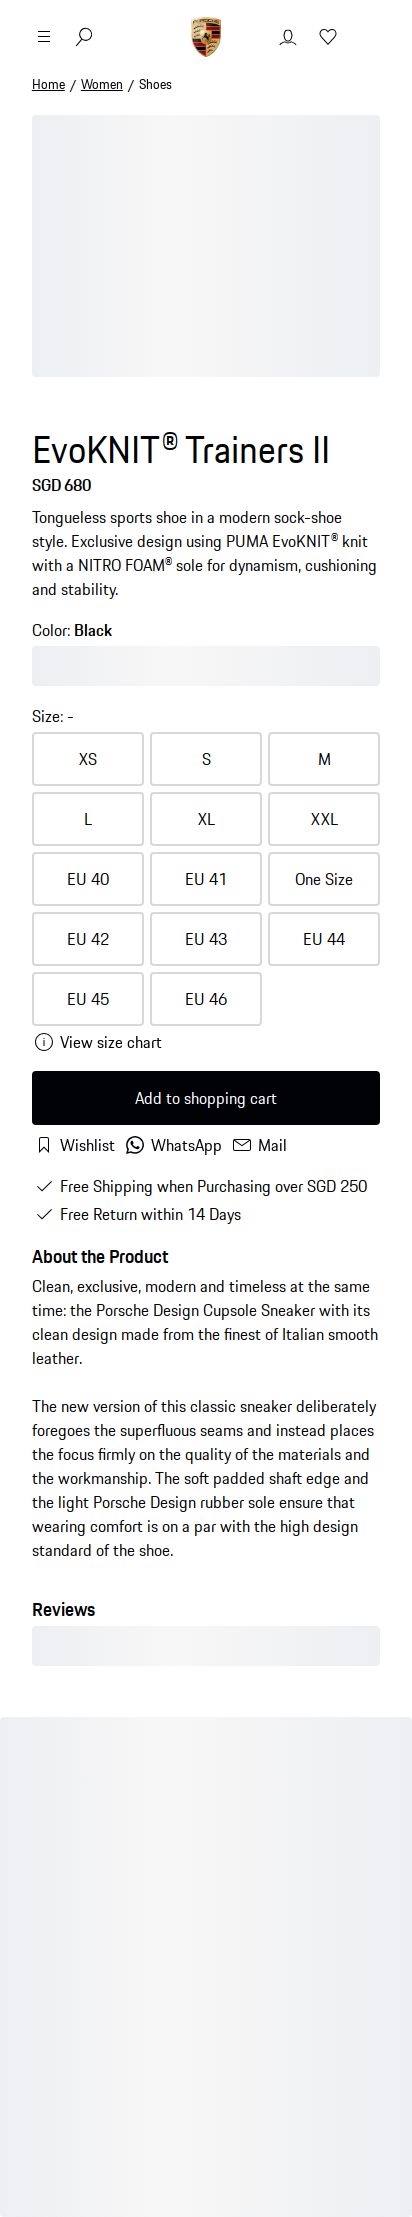 Home / Women / Shoes
EvoKNIT® Trainers II
SGD 680
Tongueless sports shoe in a modern sock-shoe
style. Exclusive design using PUMA EvoKNIT® knit
with a NITRO FOAM® sole for dynamism, cushioning
and stability.
Color: Black
Size: -
XS S M
L XL XXL
EU 40 EU 41 One Size
EU 42 EU 43 EU 44
EU 45 EU 46
View size chart
Add to shopping cart
Wishlist WhatsApp Mail
Free Shipping when Purchasing over SGD 250
Free Return within 14 Days
About the Product
Clean, exclusive, modern and timeless at the same
time: the Porsche Design Cupsole Sneaker with its
clean design made from the finest of Italian smooth
leather.
The new version of this classic sneaker deliberately
foregoes the superfluous seams and instead places
the focus firmly on the quality of the materials and
the workmanship. The soft padded shaft edge and
the light Porsche Design rubber sole ensure that
wearing comfort is on a par with the high design
standard of the shoe.
Reviews